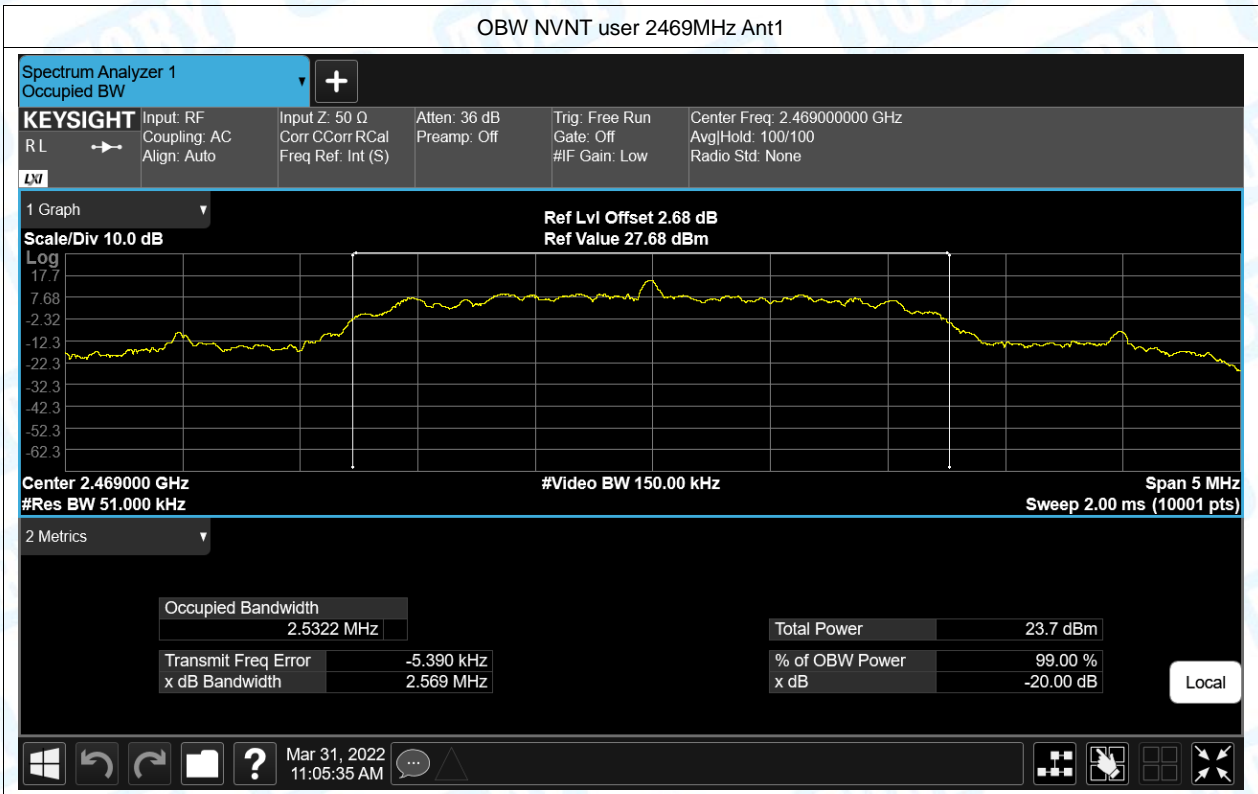 OBW NVNT user 2469MHz Ant1
Spectrum Analyzer 1
Occupied BW
KEYSIGHT
R L
LXI
Input: RF
Coupling: AC
Align: Auto
Input Z: 50 Ω
Corr CCorr RCal
Freq Ref: Int (S)
Atten: 36 dB
Preamp: Off
Trig: Free Run
Gate: Off
#IF Gain: Low
Center Freq: 2.469000000 GHz
Avg|Hold: 100/100
Radio Std: None
1 Graph
Scale/Div 10.0 dB
Ref Lvl Offset 2.68 dB
Ref Value 27.68 dBm
Log
17.7
7.68
-2.32
-12.3
-22.3
-32.3
-42.3
-52.3
-62.3
Center 2.469000 GHz
#Video BW 150.00 kHz
Span 5 MHz
#Res BW 51.000 kHz
Sweep 2.00 ms (10001 pts)
2 Metrics
Occupied Bandwidth
2.5322 MHz
Total Power 23.7 dBm
Transmit Freq Error -5.390 kHz
% of OBW Power 99.00 %
x dB Bandwidth 2.569 MHz
x dB -20.00 dB
Local
?
Mar 31, 2022
11:05:35 AM